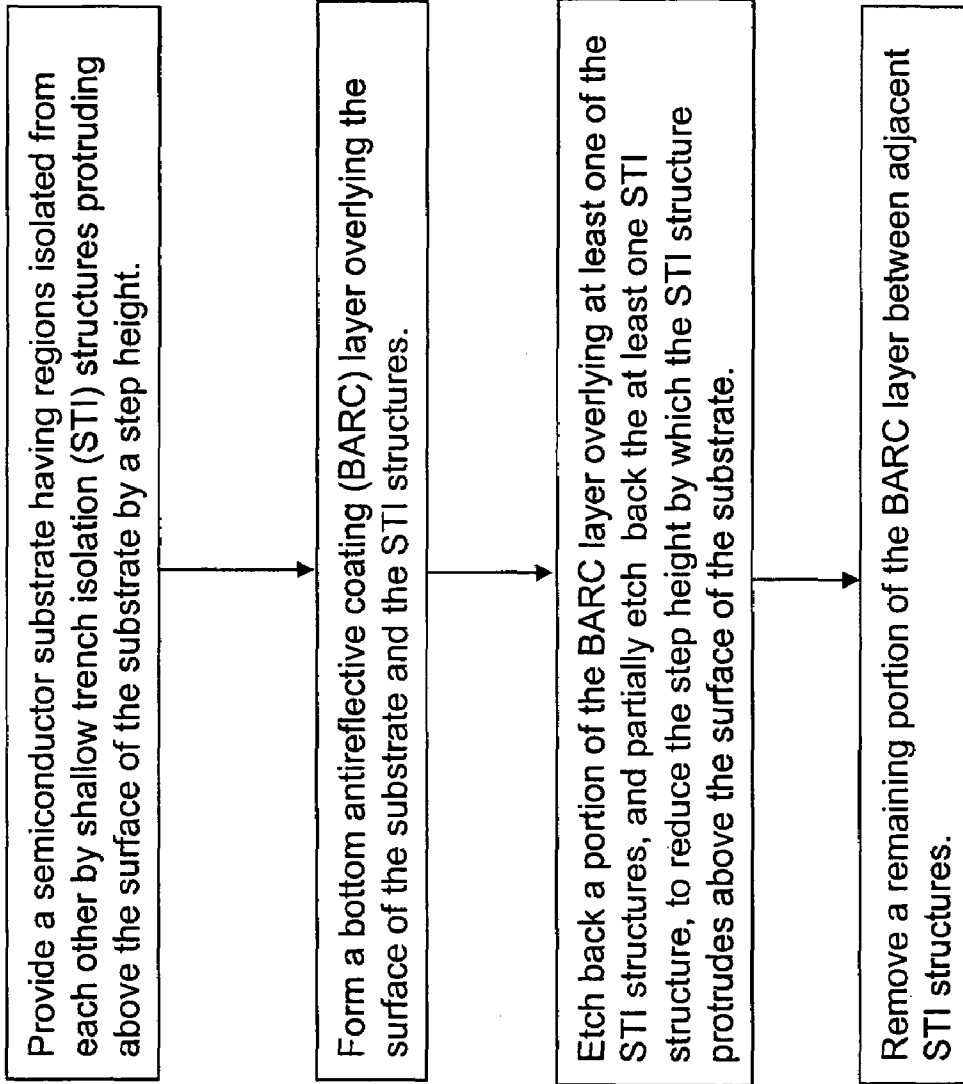 Provide a semiconductor substrate having regions isolated from
each other by shallow trench isolation (STI) structures protruding
above the surface of the substrate by a step height.
Form a bottom antireflective coating (BARC) layer overlying the
surface of the substrate and the STI structures.
Etch back a portion of the BARC layer overlying at least one of the
STI structures, and partially etch back the at least one STI
structure, to reduce the step height by which the STI structure
protrudes above the surface of the substrate.
Remove a remaining portion of the BARC layer between adjacent
STI structures.